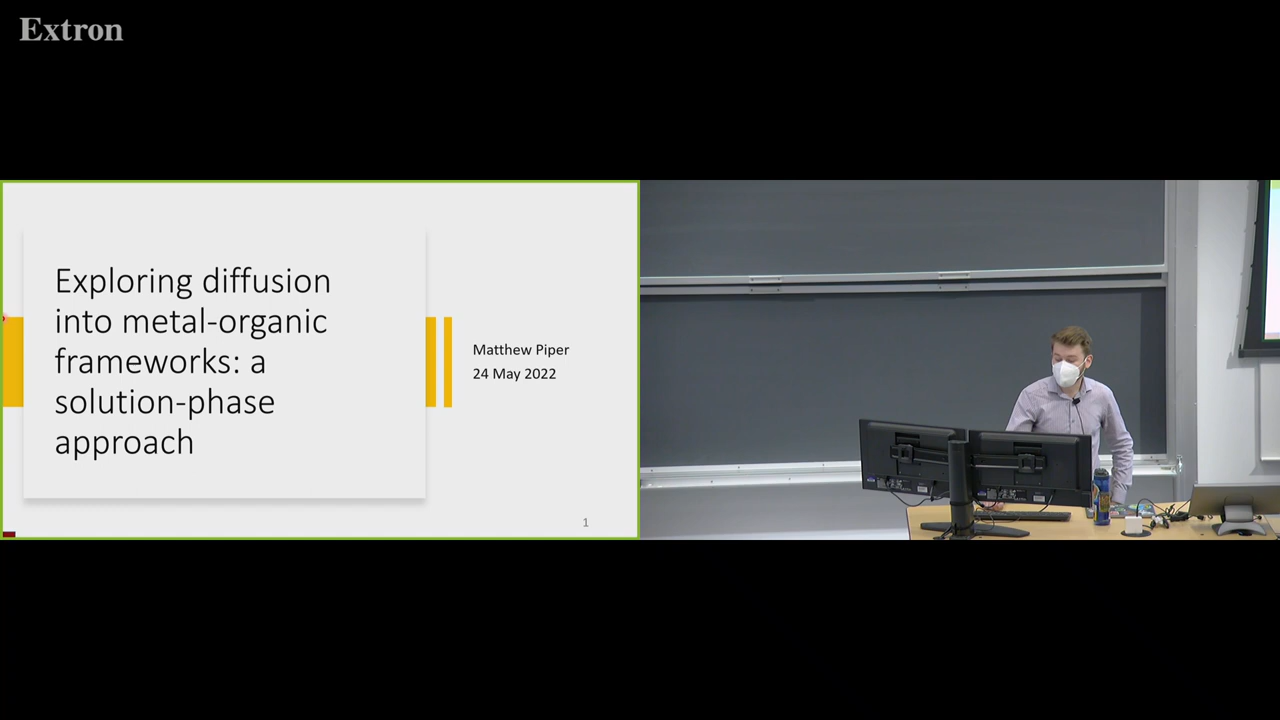 Extron
Exploring diffusion
into metal-organic
frameworks: a
solution-phase
approach
Matthew Piper
24 May 2022
1